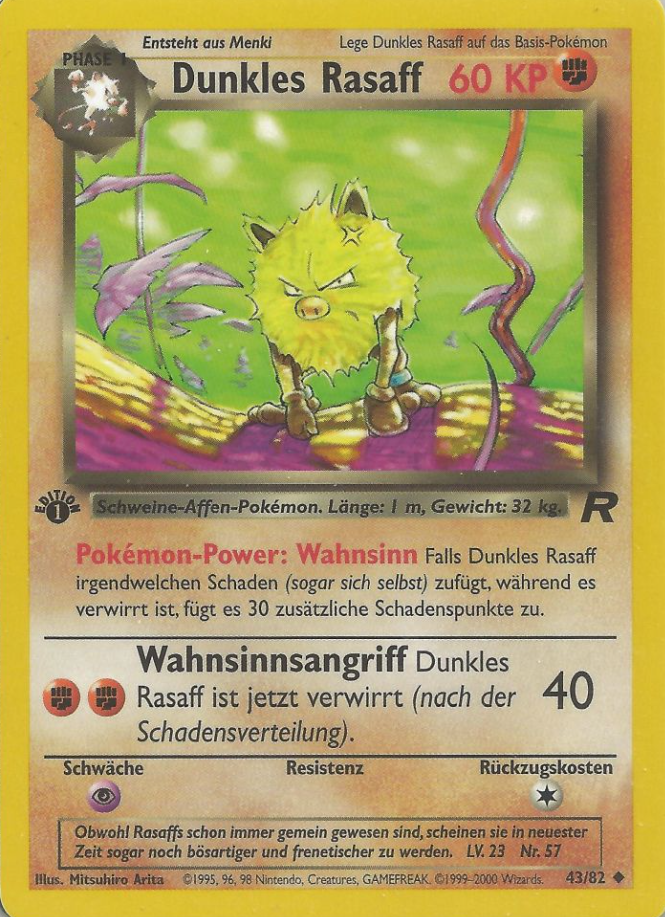 Entsteht aus Menki Lege Dunkles Rasaff auf das Basis-Pokémon
PHASE 1
Dunkles Rasaff 60 KP
EDITION
1
Schweine-Affen-Pokémon. Länge: 1 m, Gewicht: 32 kg.
R
Pokémon-Power: Wahnsinn Falls Dunkles Rasaff
irgendwelchen Schaden (sogar sich selbst) zufügt, während es
verwirrt ist, fügt es 30 zusätzliche Schadenspunkte zu.
Wahnsinnsangriff Dunkles
Rasaff ist jetzt verwirrt (nach der
Schadensverteilung).
40
Schwäche Resistenz Rückzugskosten
Obwohl Rasaffs schon immer gemein gewesen sind, scheinen sie in neuester
Zeit sogar noch bösartiger und frenetischer zu werden. LV. 23 Nr. 57
Illus. Mitsuhiro Arita ©1995, 96, 98 Nintendo, Creatures, GAMEFREAK. ©1999-2000 Wizards. 43/82